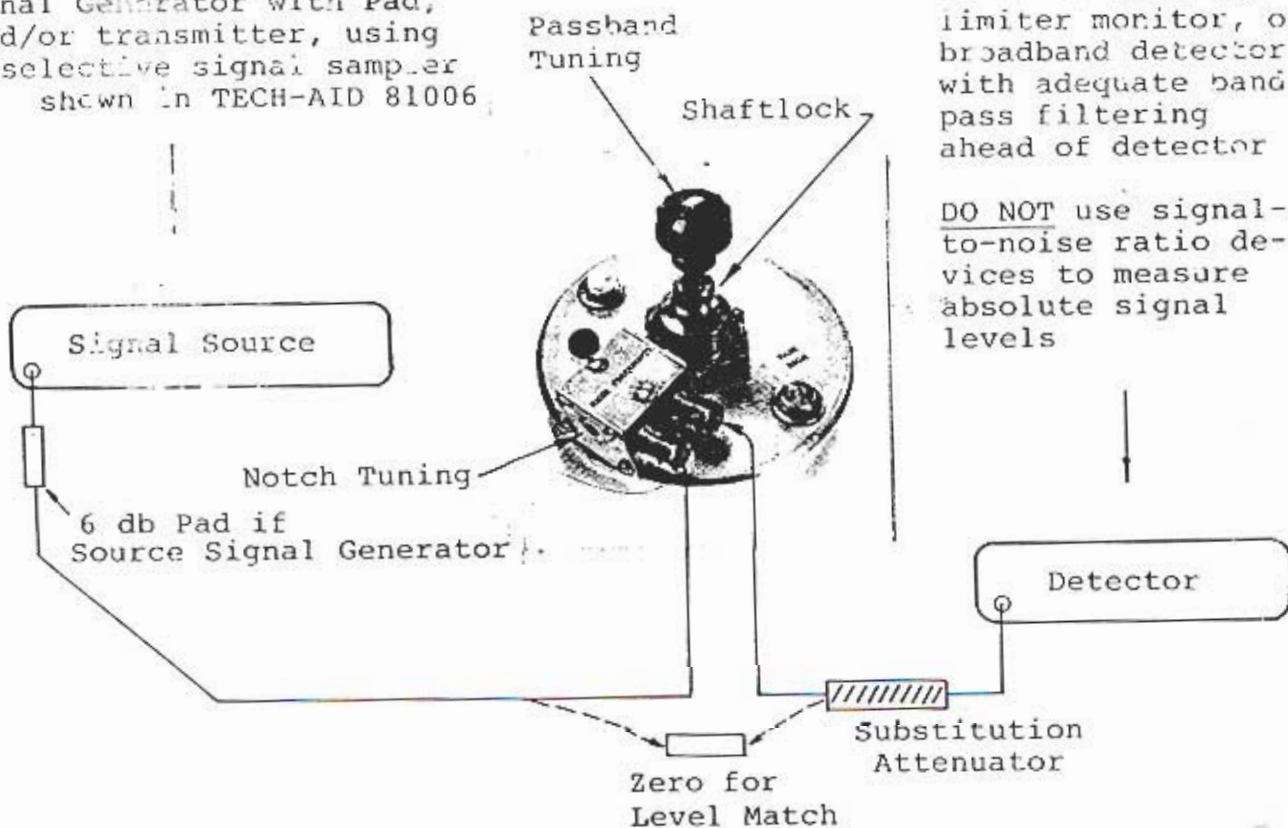 nal Generator with Pad,
d/or transmitter, using
selective signal sampler
shown in TECH-AID 81006
Passband
Tuning
Shaftlock
limiter monitor, o
broadband detector
with adequate band
pass filtering
ahead of detector
DO NOT use signal-
to-noise ratio de-
vices to measure
absolute signal
levels
Signal Source
Notch Tuning
6 db Pad if
Source Signal Generator
Detector
Substitution
Attenuator
Zero for
Level Match